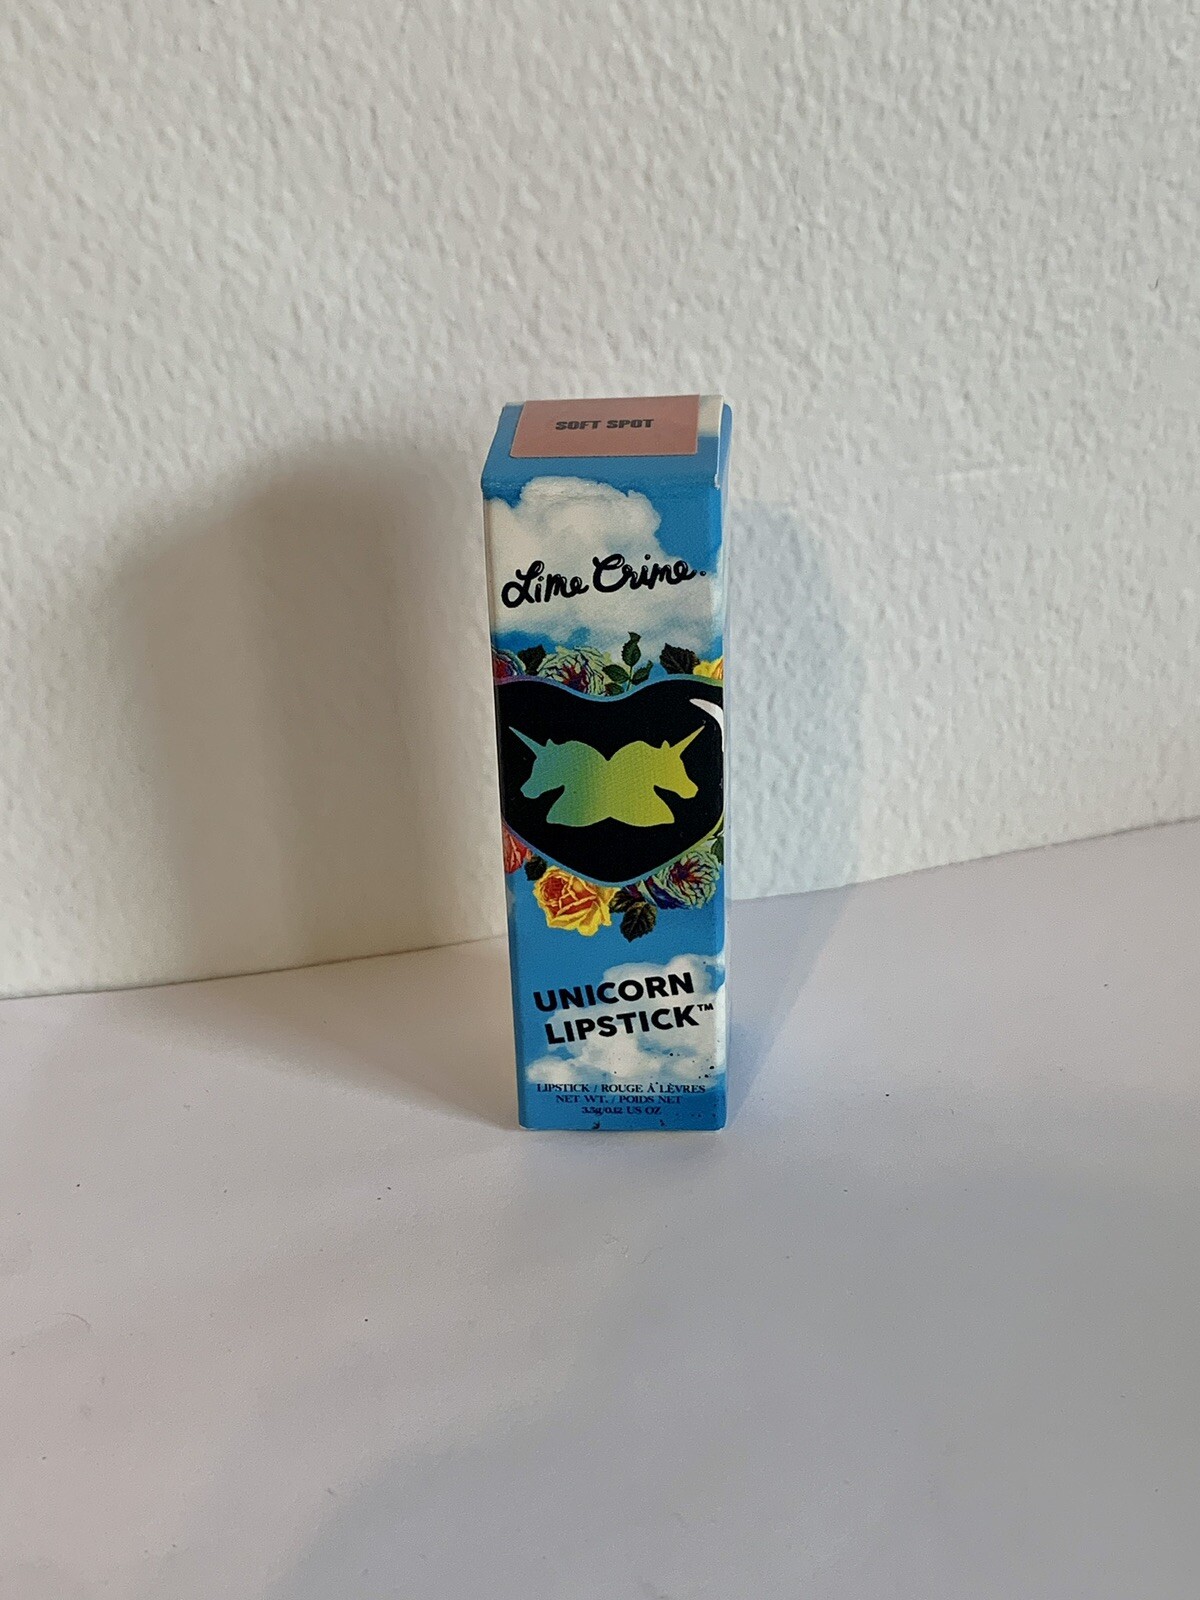 SOFT SPOT
Lime Crime.
UNICORN
LIPSTICK™
LIPSTICK / ROUGE À LÈVRES
NET WT. / POIDS NET
3.5g/0.12 US OZ